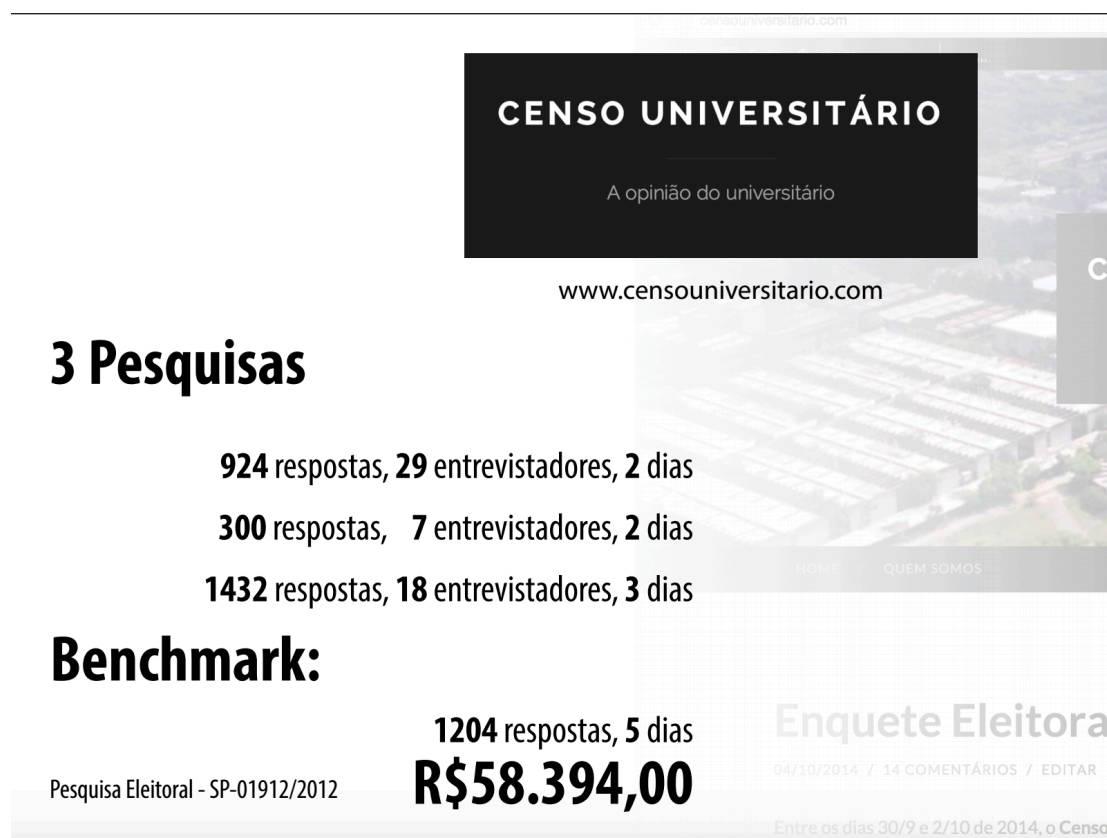 censouniversitario.com
CENSO UNIVERSITÁRIO
A opinião do universitário
www.censouniversitario.com
C
3 Pesquisas
924 respostas, 29 entrevistadores, 2 dias
300 respostas, 7 entrevistadores, 2 dias
1432 respostas, 18 entrevistadores, 3 dias
HOME / QUEM SOMOS
Benchmark:
1204 respostas, 5 dias
Pesquisa Eleitoral - SP-01912/2012 R$58.394,00
Enquete Eleitora
04/10/2014 / 14 COMENTÁRIOS / EDITAR
Entre os dias 30/9 e 2/10 de 2014, o Censo